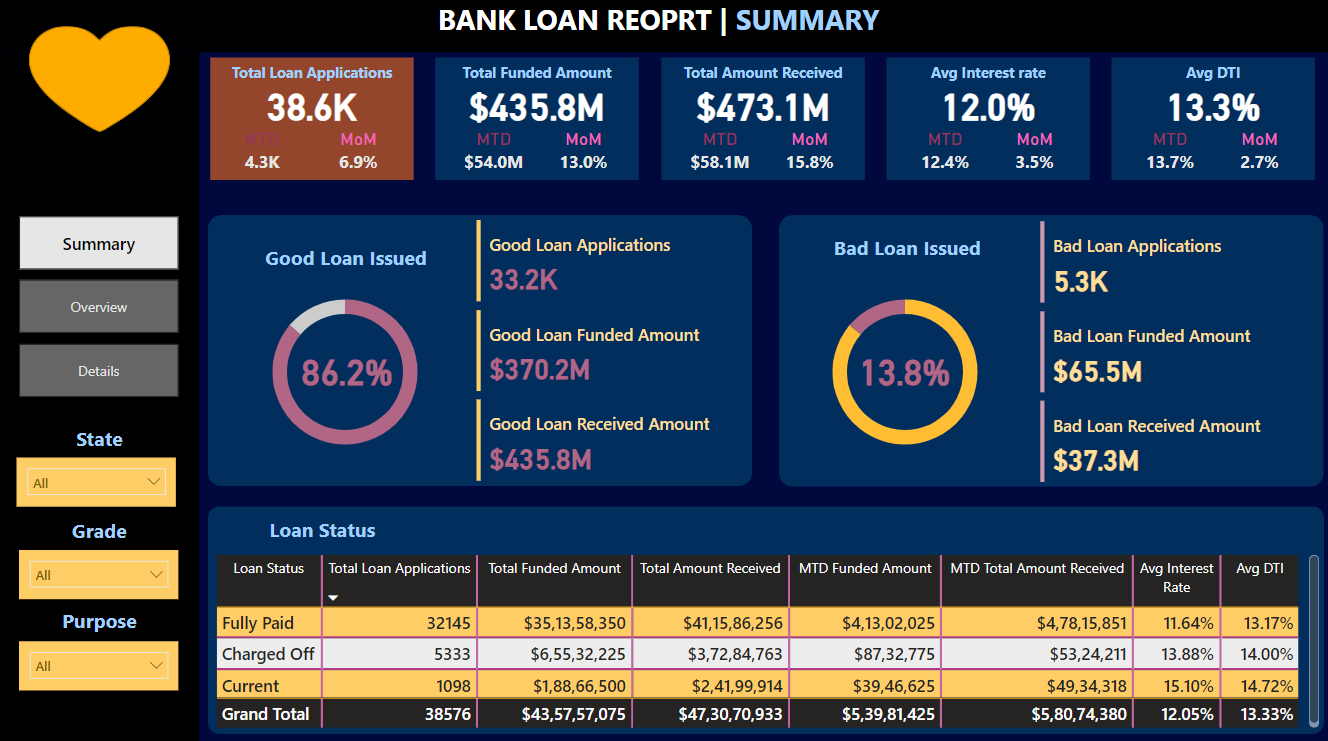 BANK LOAN REOPRT | SUMMARY
Total Loan Applications
38.6K
MTD MoM
4.3K 6.9%
Total Funded Amount
$435.8M
MTD MoM
$54.0M 13.0%
Total Amount Received
$473.1M
MTD MoM
$58.1M 15.8%
Avg Interest rate
12.0%
MTD MoM
12.4% 3.5%
Avg DTI
13.3%
MTD MoM
13.7% 2.7%
Summary
Overview
Details
State
All
Grade
All
Purpose
All
Good Loan Issued
86.2%
Good Loan Applications
33.2K
Good Loan Funded Amount
$370.2M
Good Loan Received Amount
$435.8M
Bad Loan Issued
13.8%
Bad Loan Applications
5.3K
Bad Loan Funded Amount
$65.5M
Bad Loan Received Amount
$37.3M
Loan Status
Loan Status Total Loan Applications Total Funded Amount Total Amount Received MTD Funded Amount MTD Total Amount Received Avg Interest Rate Avg DTI
Fully Paid 32145 $35,13,58,350 $41,15,86,256 $4,13,02,025 $4,78,15,851 11.64% 13.17%
Charged Off 5333 $6,55,32,225 $3,72,84,763 $87,32,775 $53,24,211 13.88% 14.00%
Current 1098 $1,88,66,500 $2,41,99,914 $39,46,625 $49,34,318 15.10% 14.72%
Grand Total 38576 $43,57,57,075 $47,30,70,933 $5,39,81,425 $5,80,74,380 12.05% 13.33%